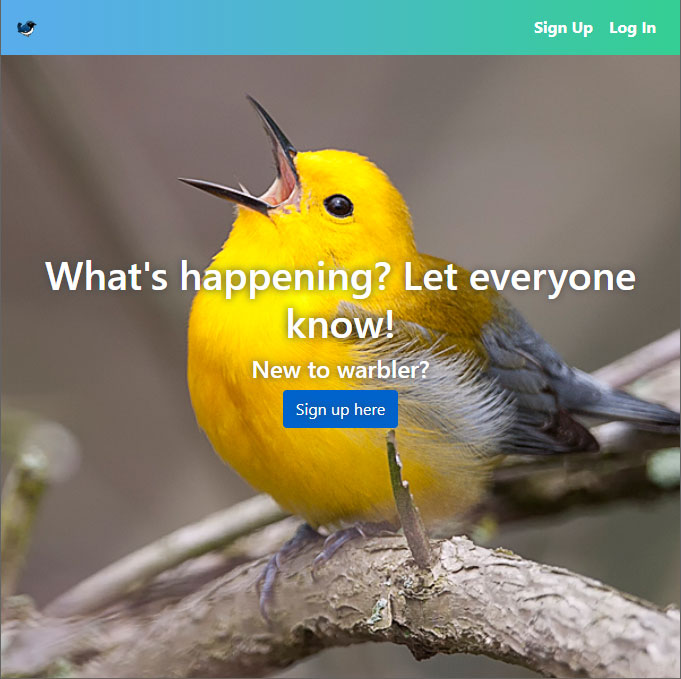 Sign Up Log In
What's happening? Let everyone
know!
New to warbler?
Sign up here